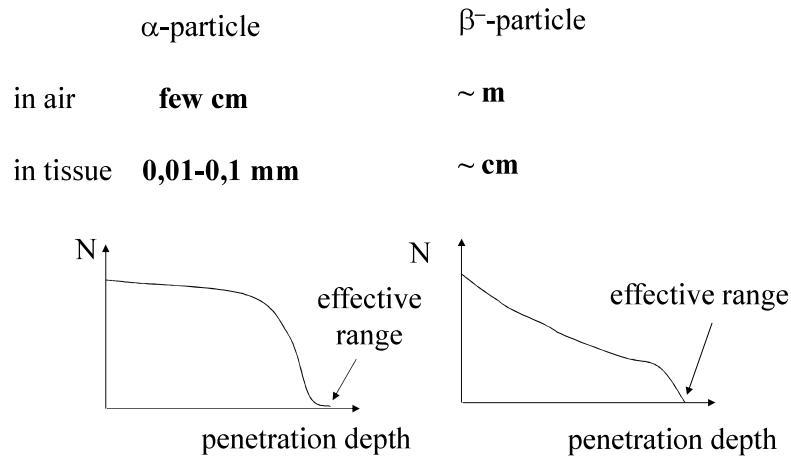 α-particle β⁻-particle
in air few cm ~ m
in tissue 0,01-0,1 mm ~ cm
N
effective
range
penetration depth
N
effective range
penetration depth